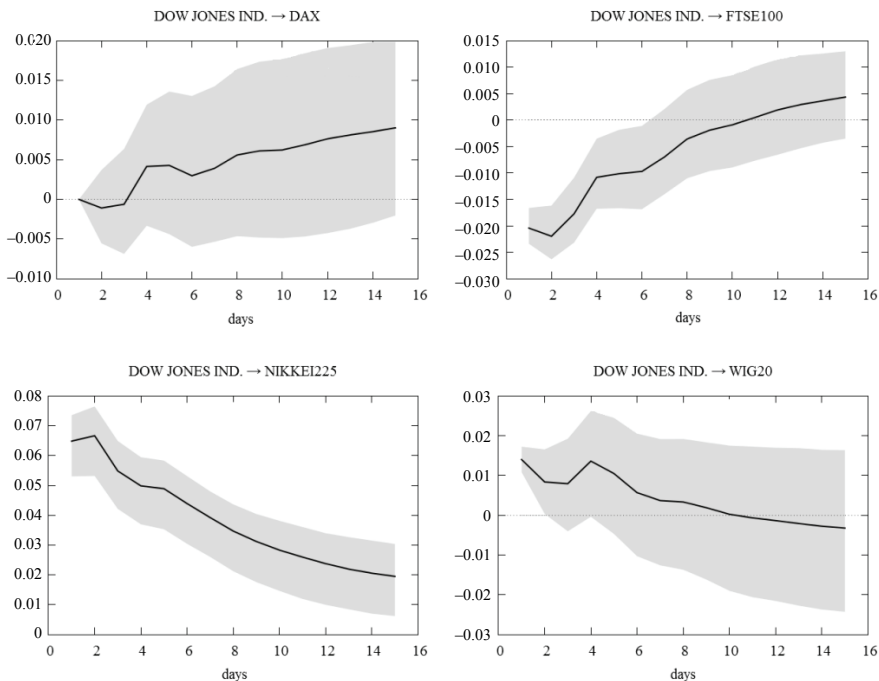 DOW JONES IND. → DAX
0.020
0.015
0.010
0.005
0
–0.005
–0.010
0 2 4 6 8 10 12 14 16
days
DOW JONES IND. → FTSE100
0.015
0.010
0.005
0
–0.005
–0.010
–0.015
–0.020
–0.025
–0.030
0 2 4 6 8 10 12 14 16
days
DOW JONES IND. → NIKKEI225
0.08
0.07
0.06
0.05
0.04
0.03
0.02
0.01
0
0 2 4 6 8 10 12 14 16
days
DOW JONES IND. → WIG20
0.03
0.02
0.01
0
–0.01
–0.02
–0.03
0 2 4 6 8 10 12 14 16
days